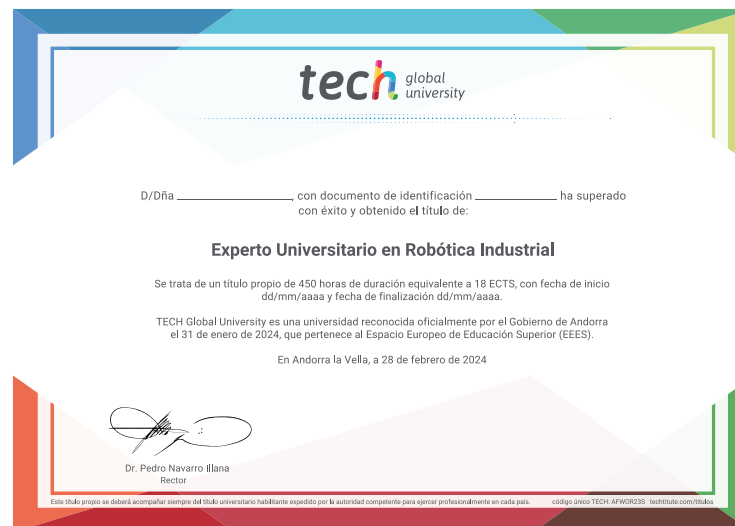 tech global university
D/Dña ____________________, con documento de identificación ______________ ha superado
con éxito y obtenido el título de:
Experto Universitario en Robótica Industrial
Se trata de un título propio de 450 horas de duración equivalente a 18 ECTS, con fecha de inicio
dd/mm/aaaa y fecha de finalización dd/mm/aaaa.
TECH Global University es una universidad reconocida oficialmente por el Gobierno de Andorra
el 31 de enero de 2024, que pertenece al Espacio Europeo de Educación Superior (EEES).
En Andorra la Vella, a 28 de febrero de 2024
Dr. Pedro Navarro Illana
Rector
Este título propio se deberá acompañar siempre del título universitario habilitante expedido por la autoridad competente para ejercer profesionalmente en cada país. código único TECH: AFWOR23S techtitute.com/titulos